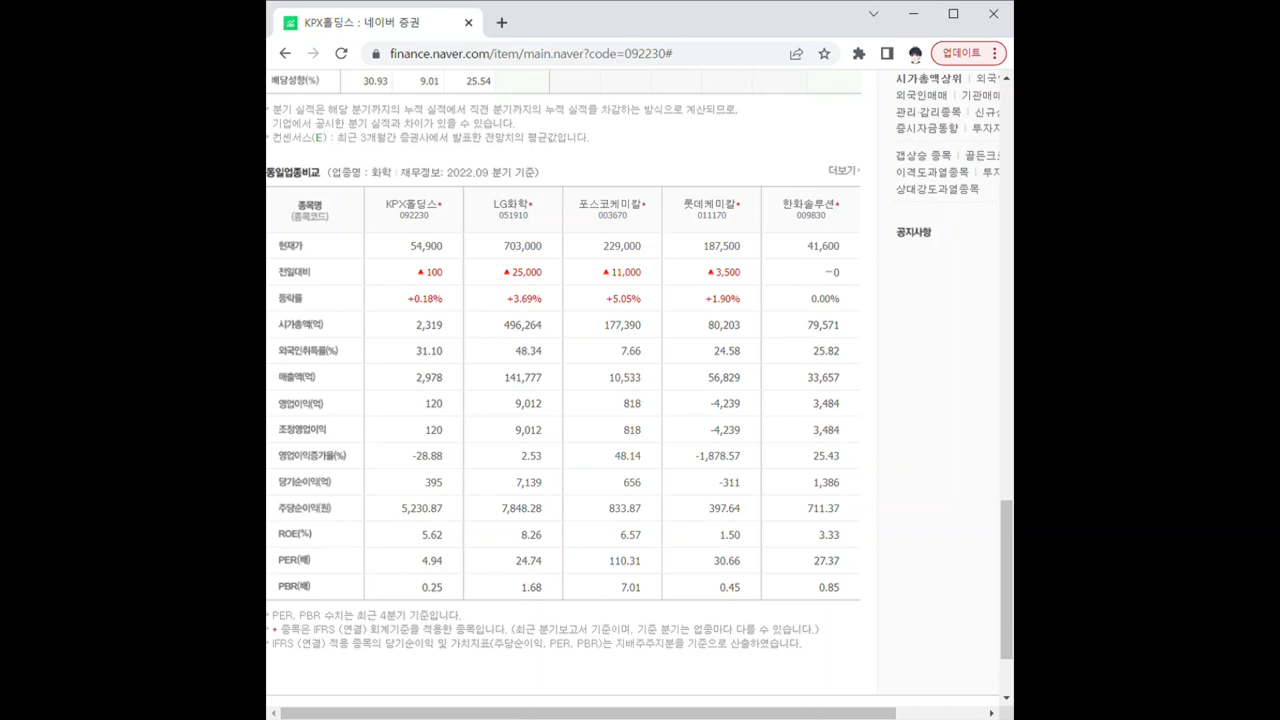 KPX홀딩스 : 네이버 증권
finance.naver.com/item/main.naver?code=092230#
업데이트
배당성향(%) 30.93 9.01 25.54
* 분기 실적은 해당 분기까지의 누적 실적에서 직전 분기까지의 누적 실적을 차감하는 방식으로 계산되므로,
기업에서 공시한 분기 실적과 차이가 있을 수 있습니다.
* 컨센서스(E) : 최근 3개월간 증권사에서 발표한 전망치의 평균값입니다.
동일업종비교 (업종명 : 화학 | 재무정보: 2022.09 분기 기준) 더보기
종목명 KPX홀딩스* LG화학* 포스코케미칼* 롯데케미칼* 한화솔루션*
(종목코드) 092230 051910 003670 011170 009830
현재가 54,900 703,000 229,000 187,500 41,600
전일대비 ▲100 ▲25,000 ▲11,000 ▲3,500 －0
등락률 +0.18% +3.69% +5.05% +1.90% 0.00%
시가총액(억) 2,319 496,264 177,390 80,203 79,571
외국인취득률(%) 31.10 48.34 7.66 24.58 25.82
매출액(억) 2,978 141,777 10,533 56,829 33,657
영업이익(억) 120 9,012 818 -4,239 3,484
조정영업이익 120 9,012 818 -4,239 3,484
영업이익증가율(%) -28.88 2.53 48.14 -1,878.57 25.43
당기순이익(억) 395 7,139 656 -311 1,386
주당순이익(원) 5,230.87 7,848.28 833.87 397.64 711.37
ROE(%) 5.62 8.26 6.57 1.50 3.33
PER(배) 4.94 24.74 110.31 30.66 27.37
PBR(배) 0.25 1.68 7.01 0.45 0.85
* PER, PBR 수치는 최근 4분기 기준입니다.
* * 종목은 IFRS (연결) 회계기준을 적용한 종목입니다. (최근 분기보고서 기준이며, 기준 분기는 업종마다 다를 수 있습니다.)
* IFRS (연결) 적용 종목의 당기순이익 및 가치지표(주당순이익, PER, PBR)는 지배주주지분을 기준으로 산출하였습니다.
시가총액상위 | 외국
외국인매매 | 기관매매
관리·감리종목 | 신규
증시자금동향 | 투자자
갭상승 종목 | 골든크
이격도과열종목 | 투자
상대강도과열종목
공지사항